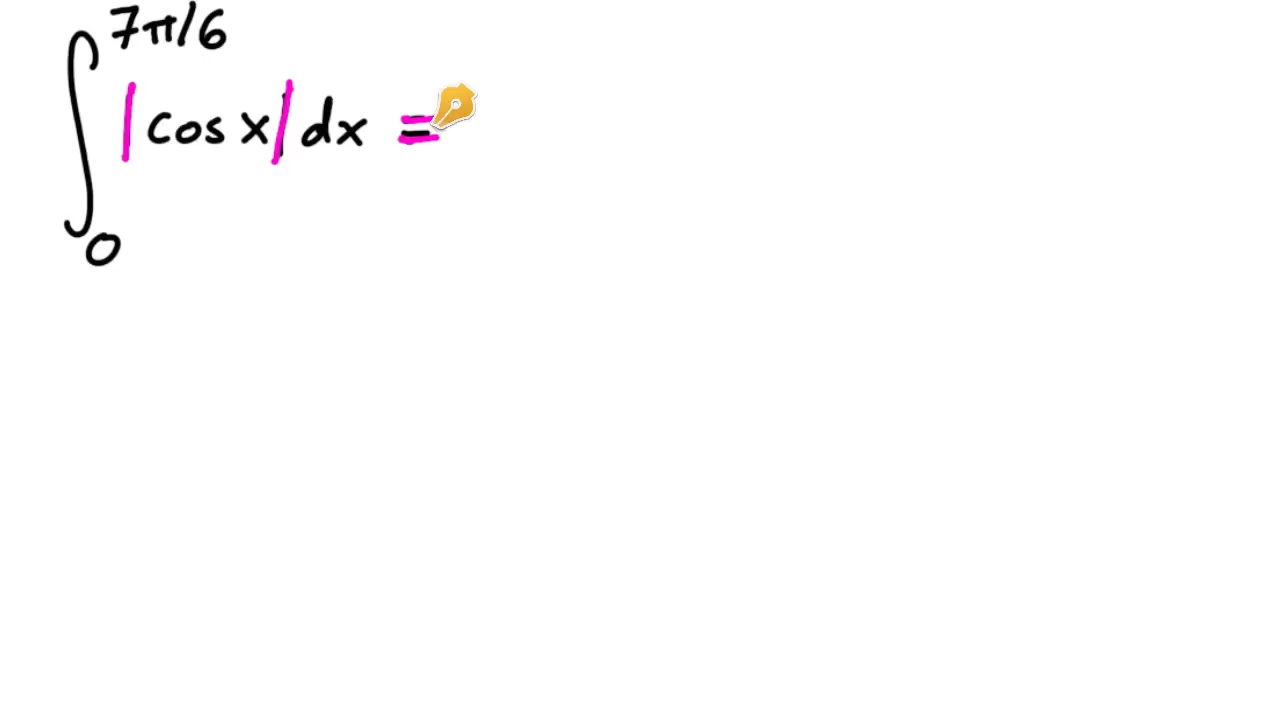 ∫₀^{7π/6} |cos x| dx =